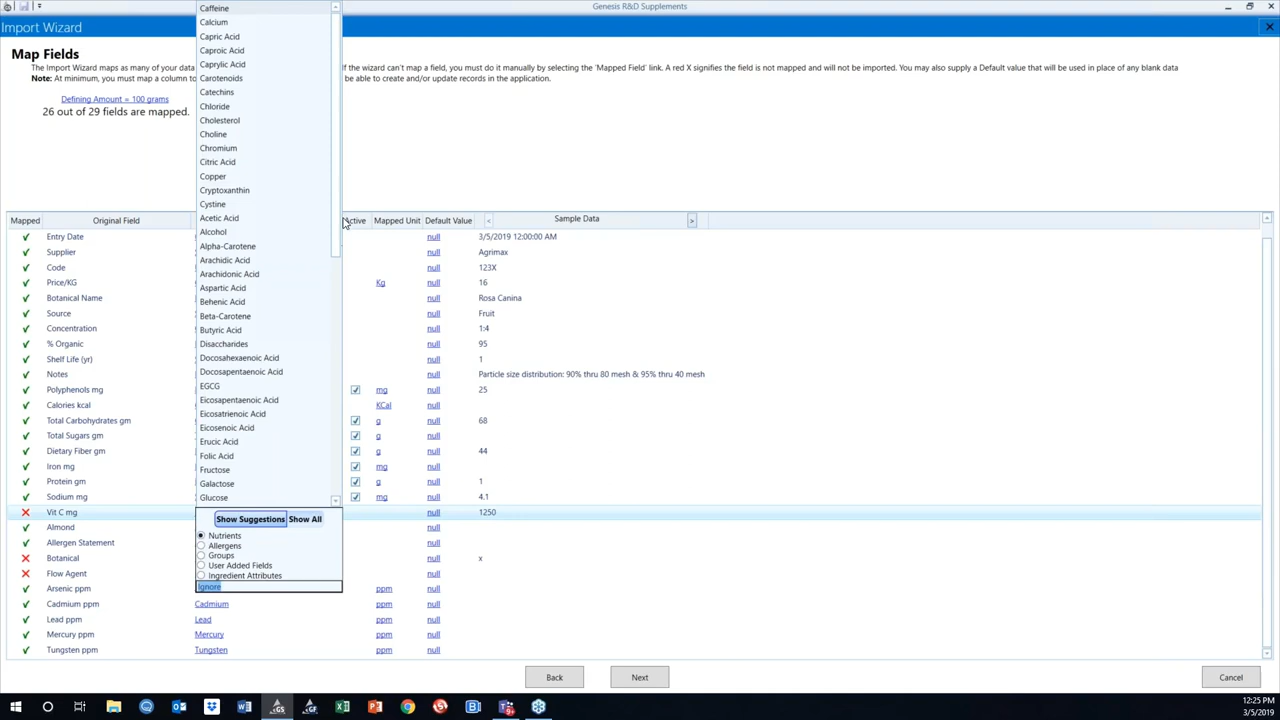 Genesis R&D Supplements
Import Wizard
Map Fields
The Import Wizard maps as many of your data
If the wizard can't map a field, you must do it manually by selecting the 'Mapped Field' link. A red X signifies the field is not mapped and will not be imported. You may also supply a Default value that will be used in place of any blank data
Note: At minimum, you must map a column to
be able to create and/or update records in the application.
Defining Amount = 100 grams
26 out of 29 fields are mapped.
Caffeine
Calcium
Capric Acid
Caproic Acid
Caprylic Acid
Carotenoids
Catechins
Chloride
Cholesterol
Choline
Chromium
Citric Acid
Copper
Cryptoxanthin
Cystine
Acetic Acid
Alcohol
Alpha-Carotene
Arachidic Acid
Arachidonic Acid
Aspartic Acid
Behenic Acid
Beta-Carotene
Butyric Acid
Disaccharides
Docosahexaenoic Acid
Docosapentaenoic Acid
EGCG
Eicosapentaenoic Acid
Eicosatrienoic Acid
Eicosenoic Acid
Erucic Acid
Folic Acid
Fructose
Galactose
Glucose
Show Suggestions Show All
Nutrients
Allergens
Groups
User Added Fields
Ingredient Attributes
Ignore
Mapped Original Field Active Mapped Unit Default Value < Sample Data >
Entry Date null 3/5/2019 12:00:00 AM
Supplier null Agrimax
Code null 123X
Price/KG Kg null 16
Botanical Name null Rosa Canina
Source null Fruit
Concentration null 1:4
% Organic null 95
Shelf Life (yr) null 1
Notes null Particle size distribution: 90% thru 80 mesh & 95% thru 40 mesh
Polyphenols mg mg null 25
Calories kcal KCal null
Total Carbohydrates gm g null 68
Total Sugars gm g null
Dietary Fiber gm g null 44
Iron mg mg null
Protein gm g null 1
Sodium mg mg null 4.1
Vit C mg null 1250
Almond null
Allergen Statement null
Botanical null x
Flow Agent null
Arsenic ppm ppm null
Cadmium ppm Cadmium ppm null
Lead ppm Lead ppm null
Mercury ppm Mercury ppm null
Tungsten ppm Tungsten ppm null
Back Next Cancel
12:25 PM
3/5/2019